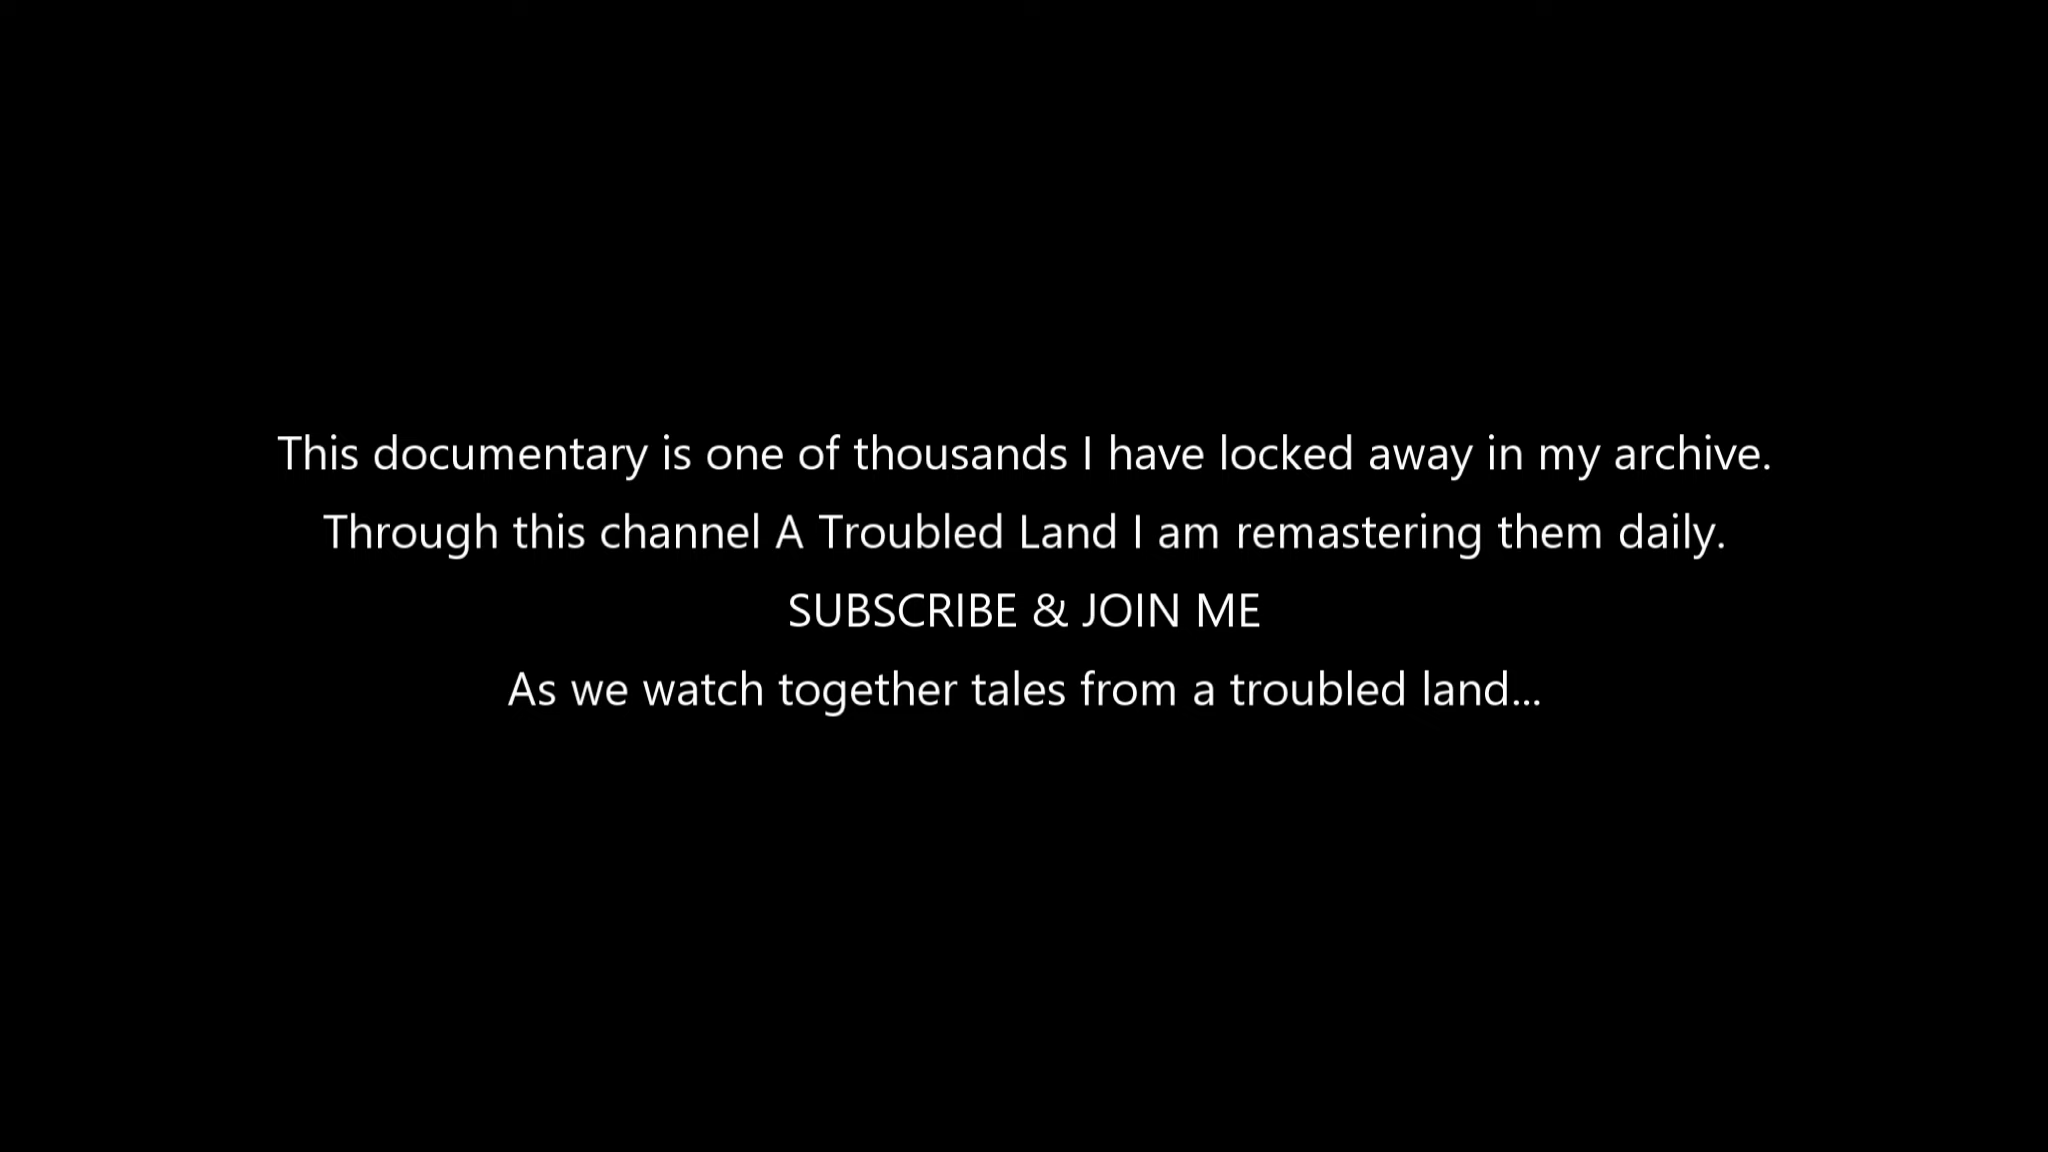 This documentary is one of thousands I have locked away in my archive.
Through this channel A Troubled Land I am remastering them daily.
SUBSCRIBE & JOIN ME
As we watch together tales from a troubled land...